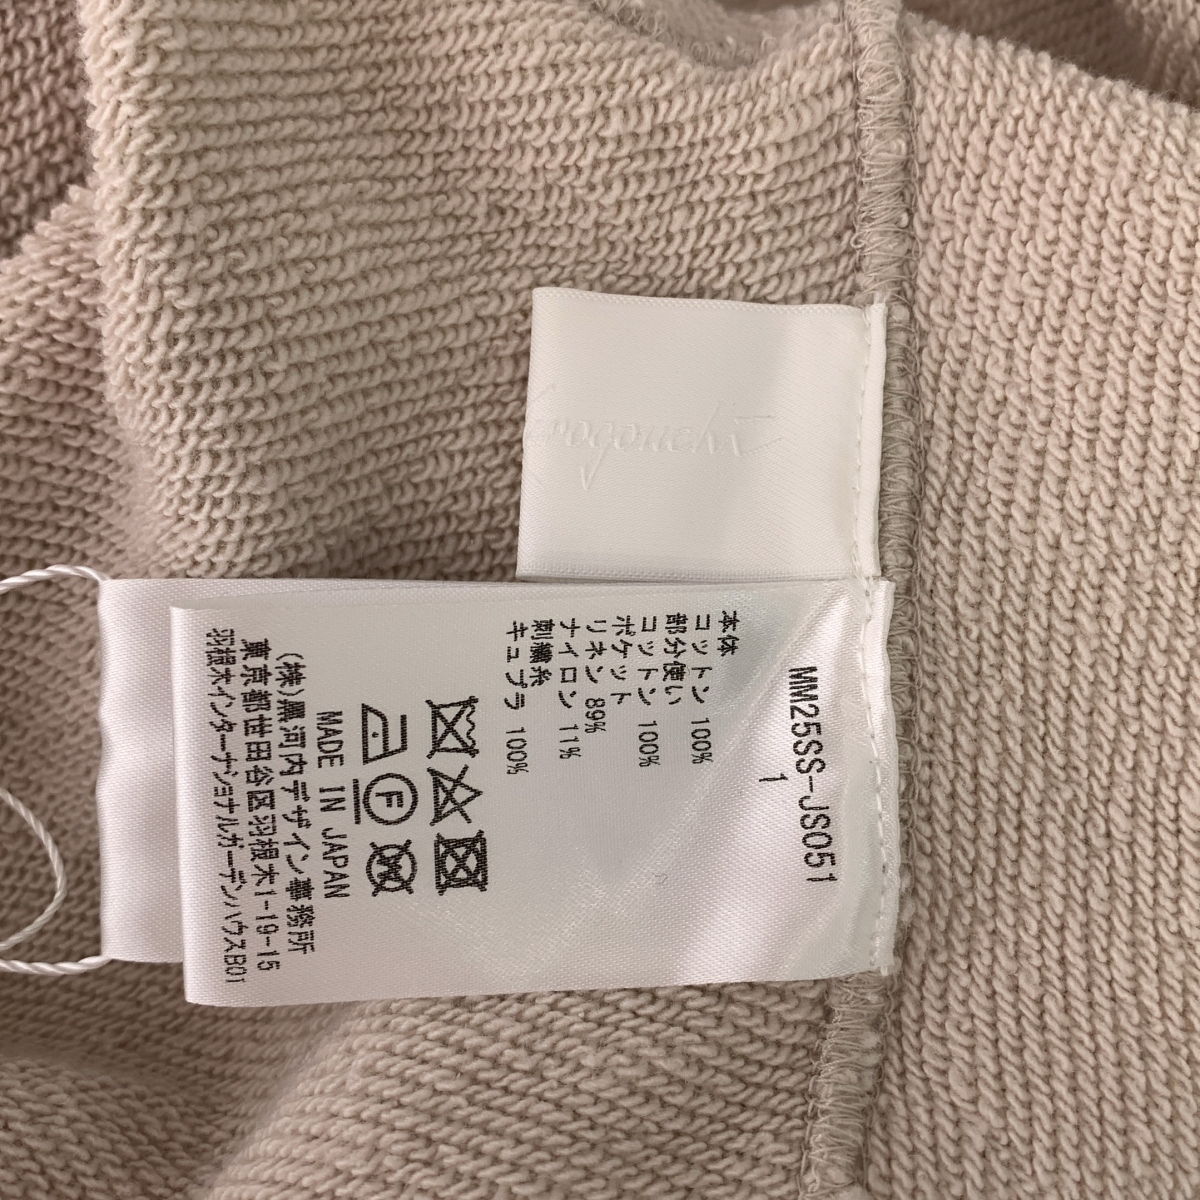 MM25SS-JS051
1
本体
コットン 100%
部分使い
コットン 100%
ポケット
リネン 89%
ナイロン 11%
刺繍糸
キュプラ 100%
MADE IN JAPAN
(株)黒河内デザイン事務所
東京都世田谷区羽根木1-19-15
羽根木インターナショナルガーデンハウスB01